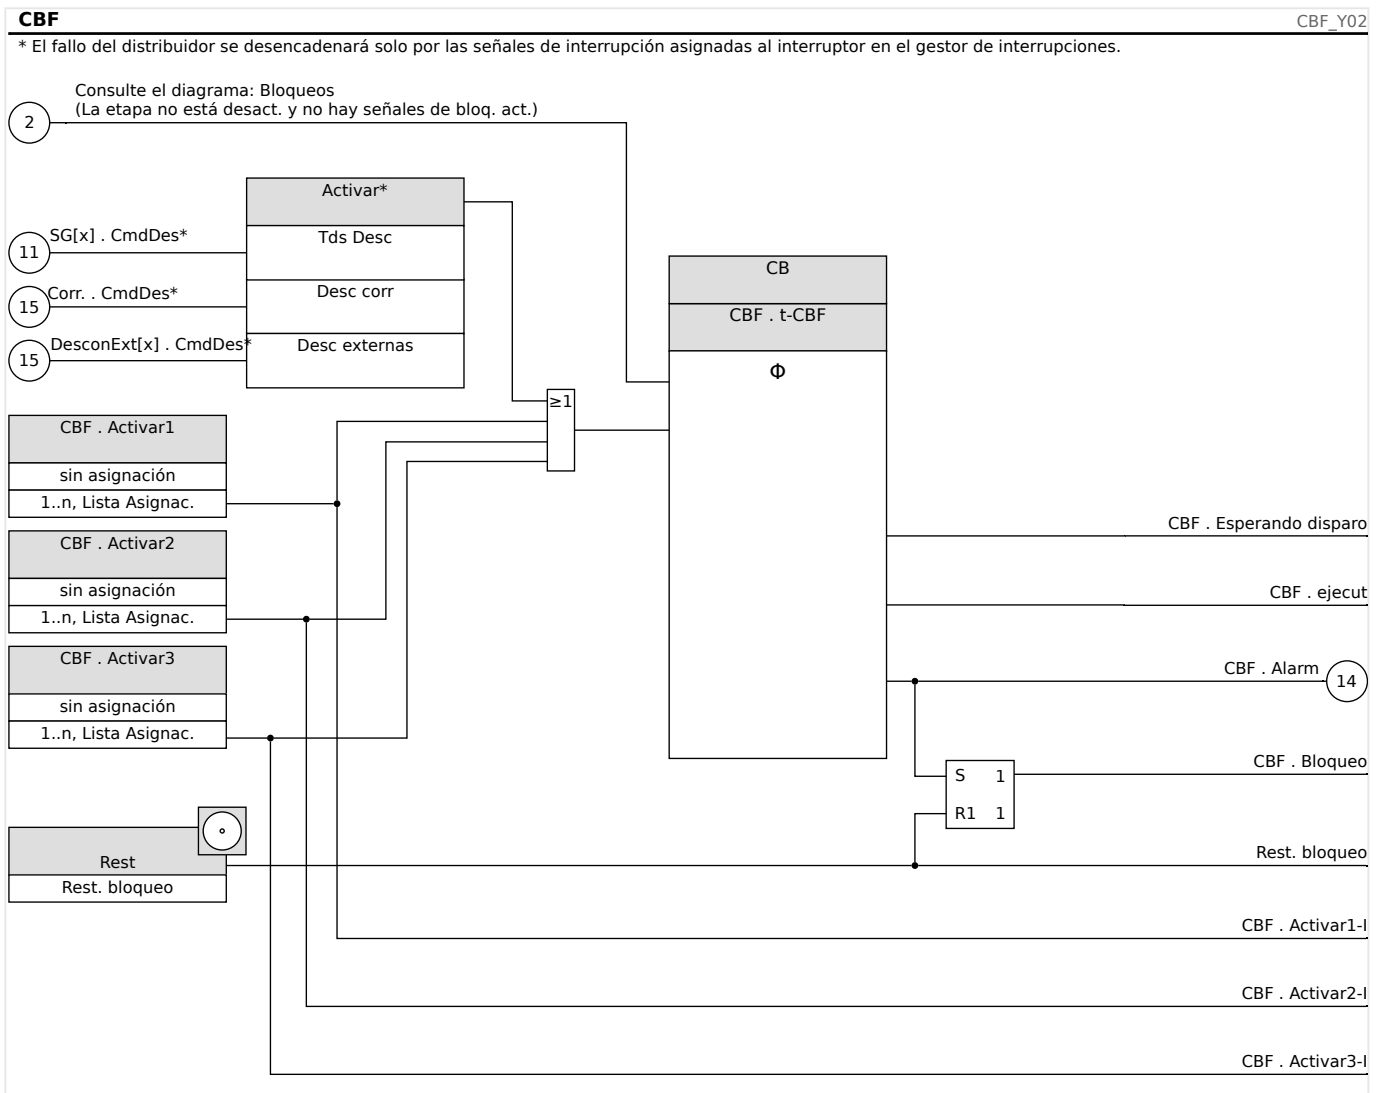 CBF
CBF_Y02
* El fallo del distribuidor se desencadenará solo por las señales de interrupción asignadas al interruptor en el gestor de interrupciones.
Consulte el diagrama: Bloqueos
(La etapa no está desact. y no hay señales de bloq. act.)
2
Activar*
Tds Desc
Desc corr
Desc externas
11
SG[x] . CmdDes*
15
Corr. . CmdDes*
15
DesconExt[x] . CmdDes*
CB
CBF . t-CBF
Φ
≥1
CBF . Activar1
sin asignación
1..n, Lista Asignac.
CBF . Activar2
sin asignación
1..n, Lista Asignac.
CBF . Activar3
sin asignación
1..n, Lista Asignac.
CBF . Esperando disparo
CBF . ejecut
CBF . Alarm
14
CBF . Bloqueo
S 1
R1 1
Rest
Rest. bloqueo
Rest. bloqueo
CBF . Activar1-I
CBF . Activar2-I
CBF . Activar3-I